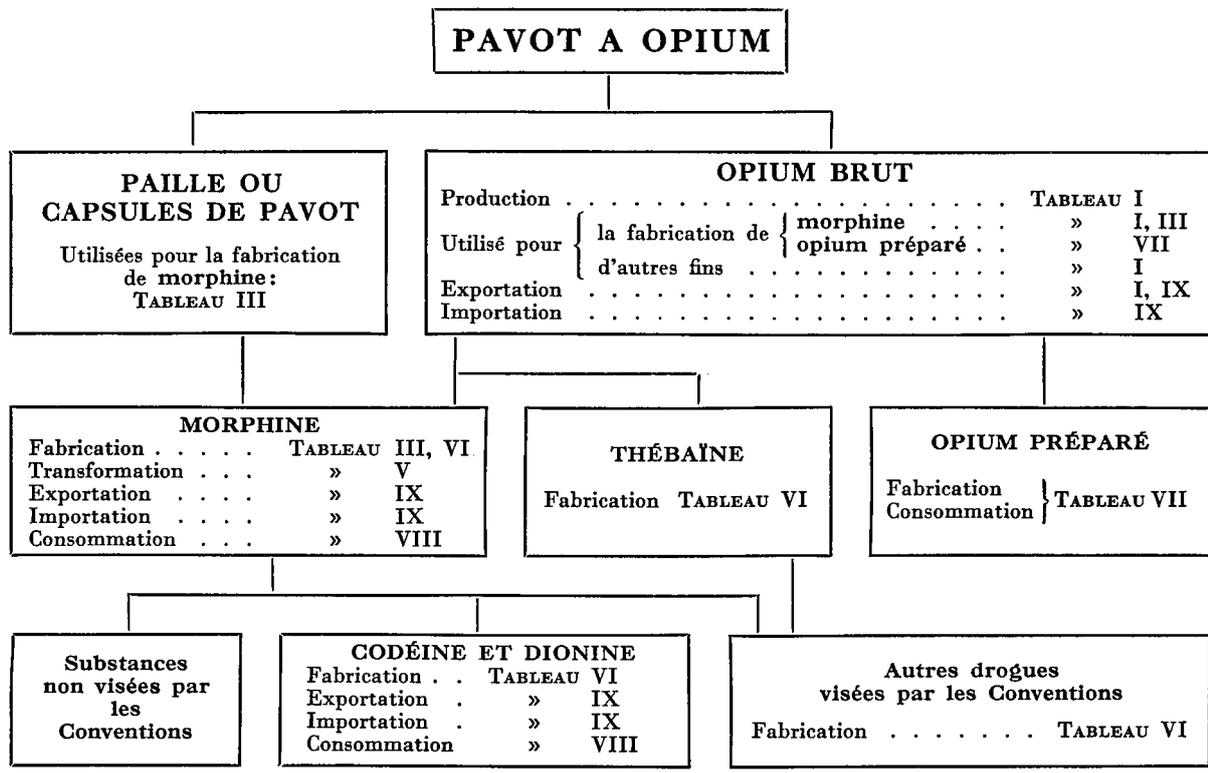 PAVOT A OPIUM
PAILLE OU
CAPSULES DE PAVOT
Utilisées pour la fabrication
de morphine:
TABLEAU III
OPIUM BRUT
Production . . . . . . . . . . . . . . . . . . . TABLEAU I
Utilisé pour { la fabrication de { morphine . . . . » I, III
opium préparé . . » VII
d'autres fins . . . . . . . . . . . . » I
Exportation . . . . . . . . . . . . . . . . . . » I, IX
Importation . . . . . . . . . . . . . . . . . . » IX
MORPHINE
Fabrication . . . . . TABLEAU III, VI
Transformation . . . » V
Exportation . . . . » IX
Importation . . . . » IX
Consommation . . . » VIII
THÉBAÏNE
Fabrication TABLEAU VI
OPIUM PRÉPARÉ
Fabrication
Consommation } TABLEAU VII
Substances
non visées par
les
Conventions
CODÉINE ET DIONINE
Fabrication . . TABLEAU VI
Exportation . » IX
Importation . » IX
Consommation » VIII
Autres drogues
visées par les Conventions
Fabrication . . . . . . . TABLEAU VI